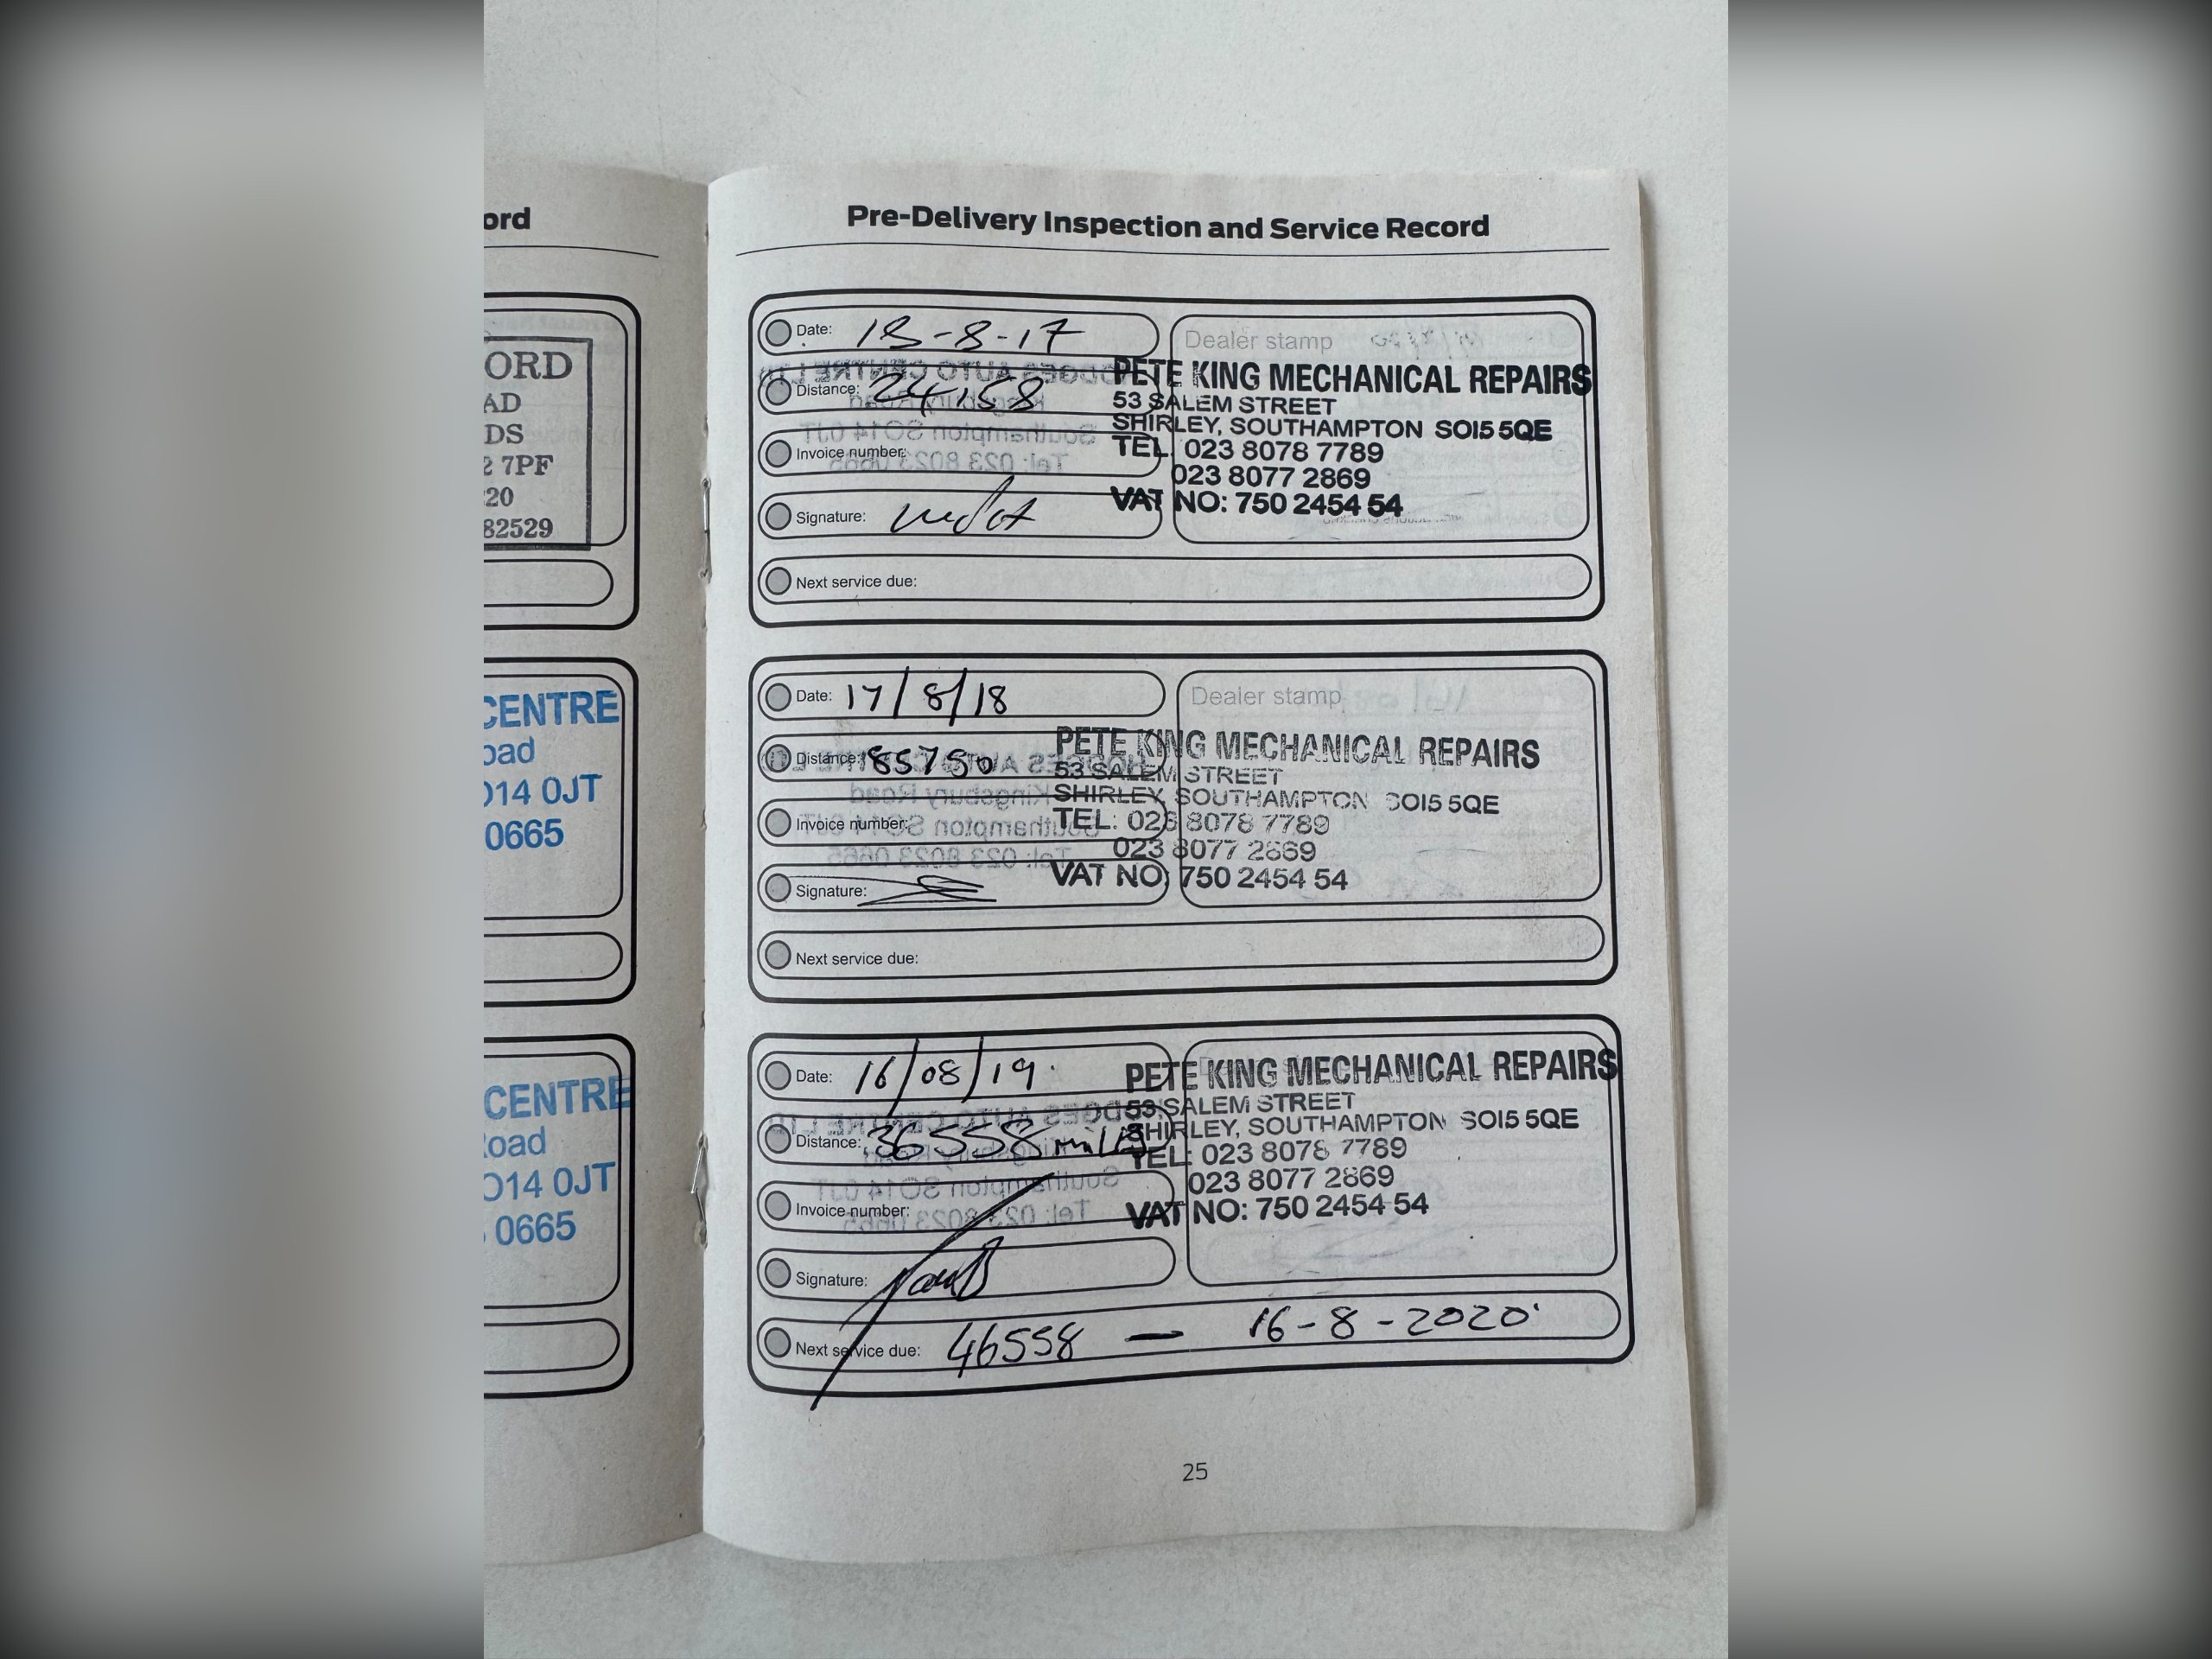 ord
ORD
AD
DS
2 7PF
20
82529
CENTRE
oad
014 0JT
0665
CENTRE
Road
O14 0JT
0665
Pre-Delivery Inspection and Service Record
Date: 15-8-17
Distance: 24158
Invoice number:
Signature:
Next service due:
Dealer stamp
PETE KING MECHANICAL REPAIRS
53 SALEM STREET
SHIRLEY, SOUTHAMPTON SO15 5QE
TEL: 023 8078 7789
023 8077 2869
VAT NO: 750 2454 54
Date: 17/8/18
Distance:
Invoice number:
Signature:
Next service due:
Dealer stamp
PETE KING MECHANICAL REPAIRS
53 SALEM STREET
SHIRLEY, SOUTHAMPTON SO15 5QE
TEL: 023 8078 7789
023 8077 2869
VAT NO: 750 2454 54
Date: 16/08/19.
Distance: 36558 miles
Invoice number:
Signature:
Next service due: 46558 — 16-8-2020
PETE KING MECHANICAL REPAIRS
53 SALEM STREET
SHIRLEY, SOUTHAMPTON SO15 5QE
TEL: 023 8078 7789
023 8077 2869
VAT NO: 750 2454 54
25